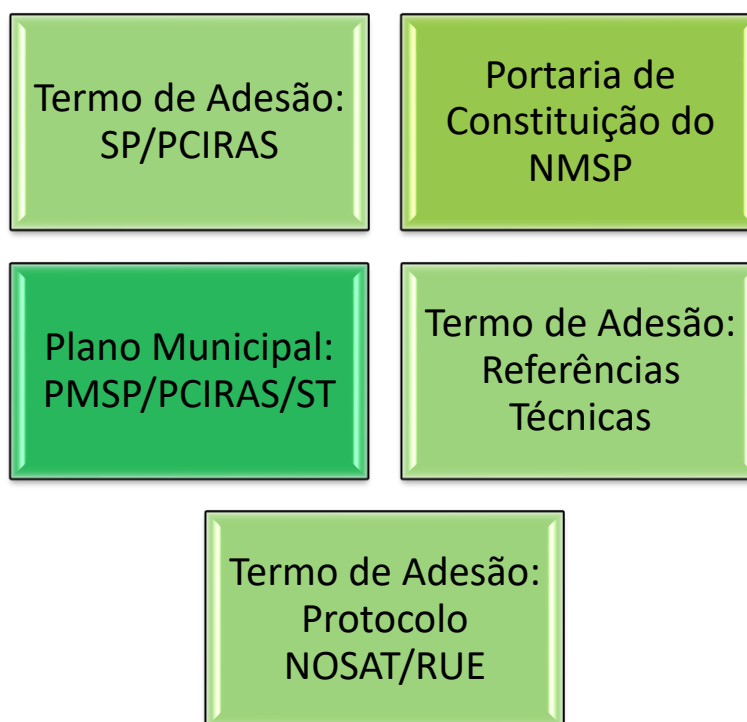 Termo de Adesão:
SP/PCIRAS
Portaria de
Constituição do
NMSP
Plano Municipal:
PMSP/PCIRAS/ST
Termo de Adesão:
Referências
Técnicas
Termo de Adesão:
Protocolo
NOSAT/RUE